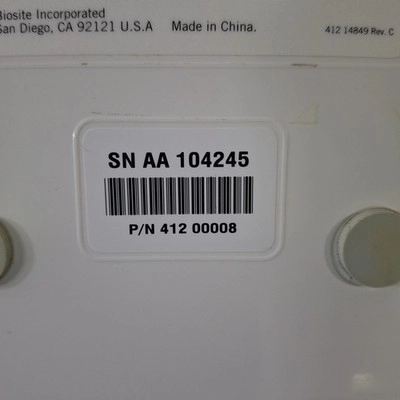 Biosite Incorporated
San Diego, CA 92121 U.S.A Made in China. 412 14849 Rev. C
SN AA 104245
P/N 412 00008